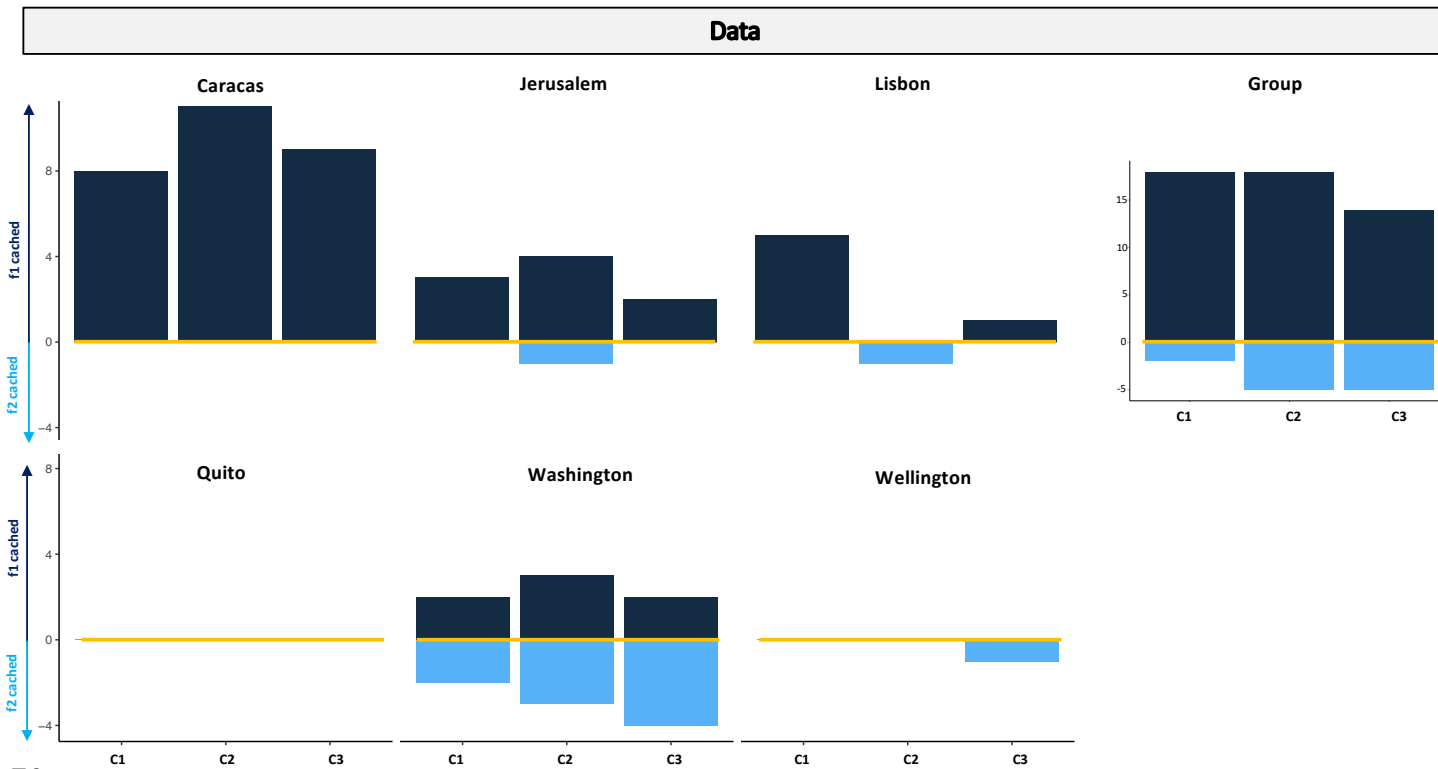 Data
Caracas
Jerusalem
Lisbon
Group
f1 cached
f2 cached
8
4
0
−4
15
10
5
0
-5
C1 C2 C3
Quito
Washington
Wellington
f1 cached
f2 cached
8
4
0
−4
C1 C2 C3
C1 C2 C3
C1 C2 C3